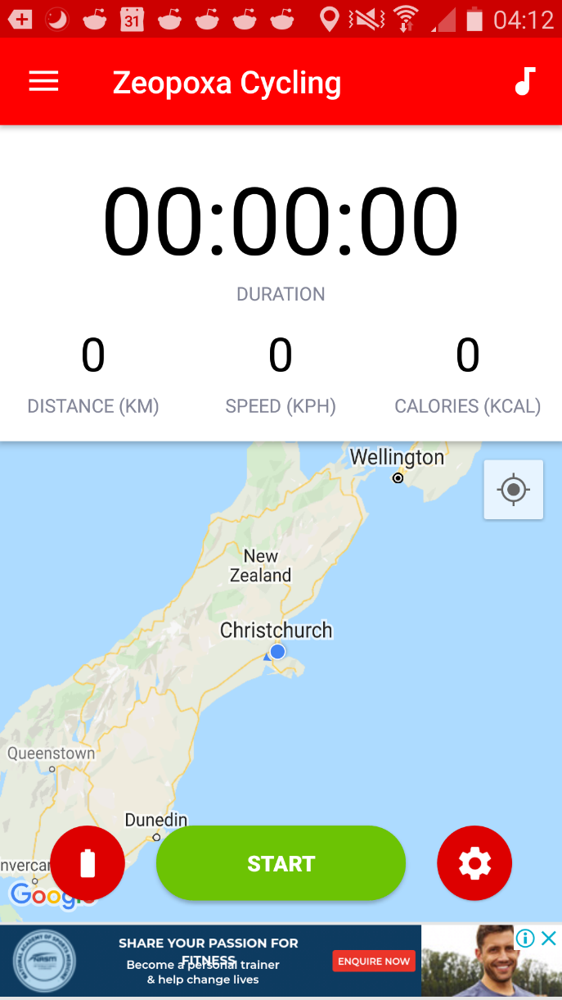 31
04:12
Zeopoxa Cycling
00:00:00
DURATION
0 0 0
DISTANCE (KM) SPEED (KPH) CALORIES (KCAL)
Wellington
New
Zealand
Christchurch
Queenstown
Dunedin
nvercar
START
Google
SHARE YOUR PASSION FOR
FITNESS
Become a personal trainer
& help change lives
ENQUIRE NOW
NASM